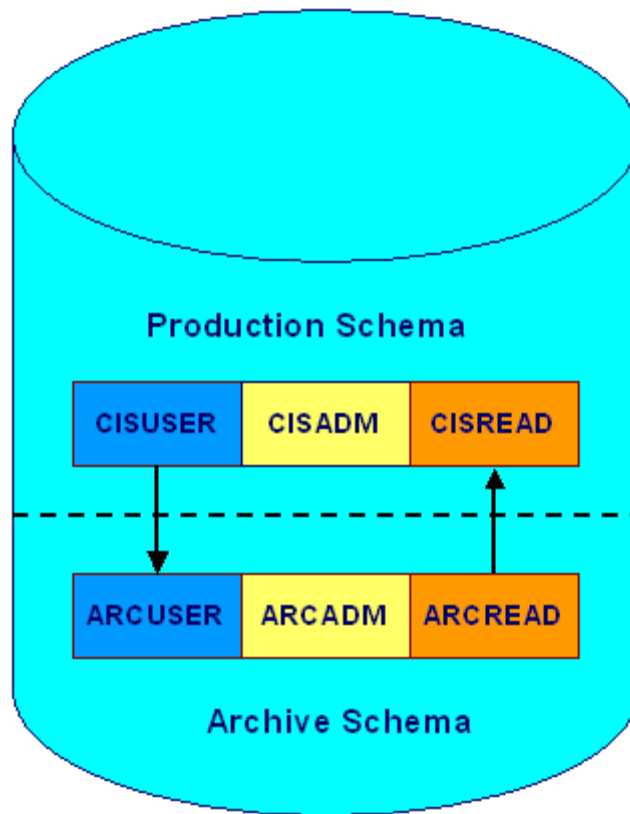 Production Schema
CISUSER CISADM CISREAD
ARCUSER ARCADM ARCREAD
Archive Schema